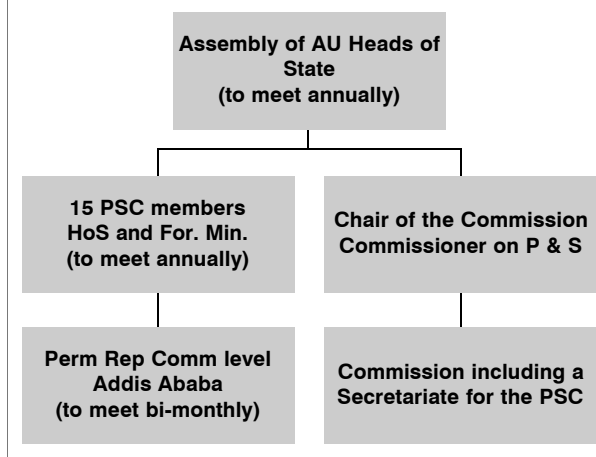 Assembly of AU Heads of
State
(to meet annually)
15 PSC members
HoS and For. Min.
(to meet annually)
Chair of the Commission
Commissioner on P & S
Perm Rep Comm level
Addis Ababa
(to meet bi-monthly)
Commission including a
Secretariate for the PSC